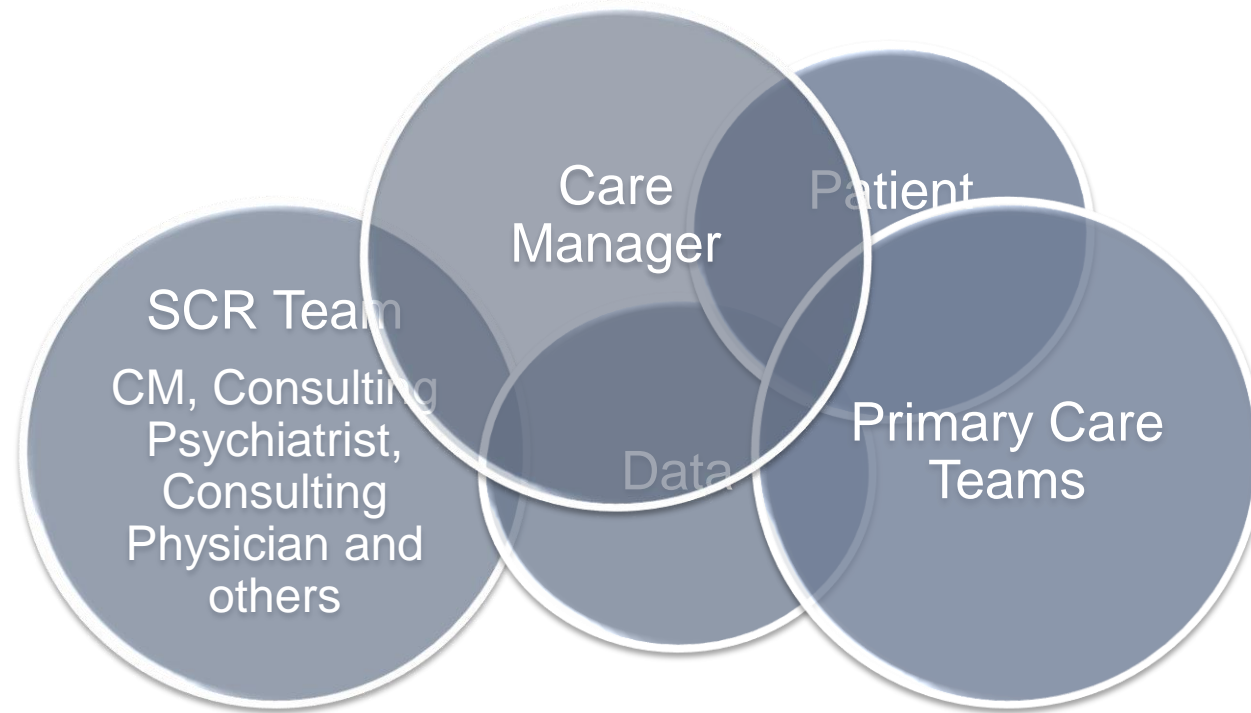 Care
Manager
Patient
SCR Team
CM, Consulting
Psychiatrist,
Consulting
Physician and
others
Data
Primary Care
Teams